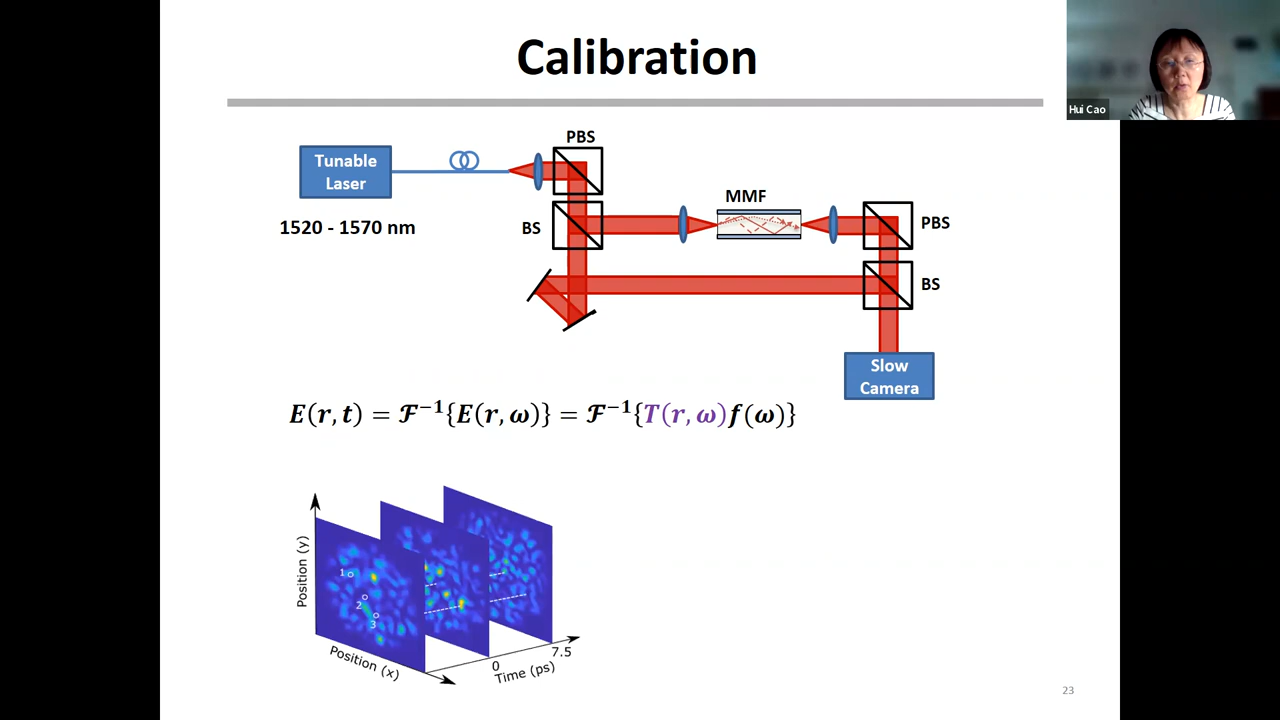 Calibration
Hui Cao
PBS
Tunable
Laser
MMF
1520 - 1570 nm
BS
PBS
BS
Slow
Camera
E(r, t) = ℱ⁻¹{E(r, ω)} = ℱ⁻¹{T(r, ω)f(ω)}
Position (y)
1
2
3
Position (x)
0
7.5
Time (ps)
23